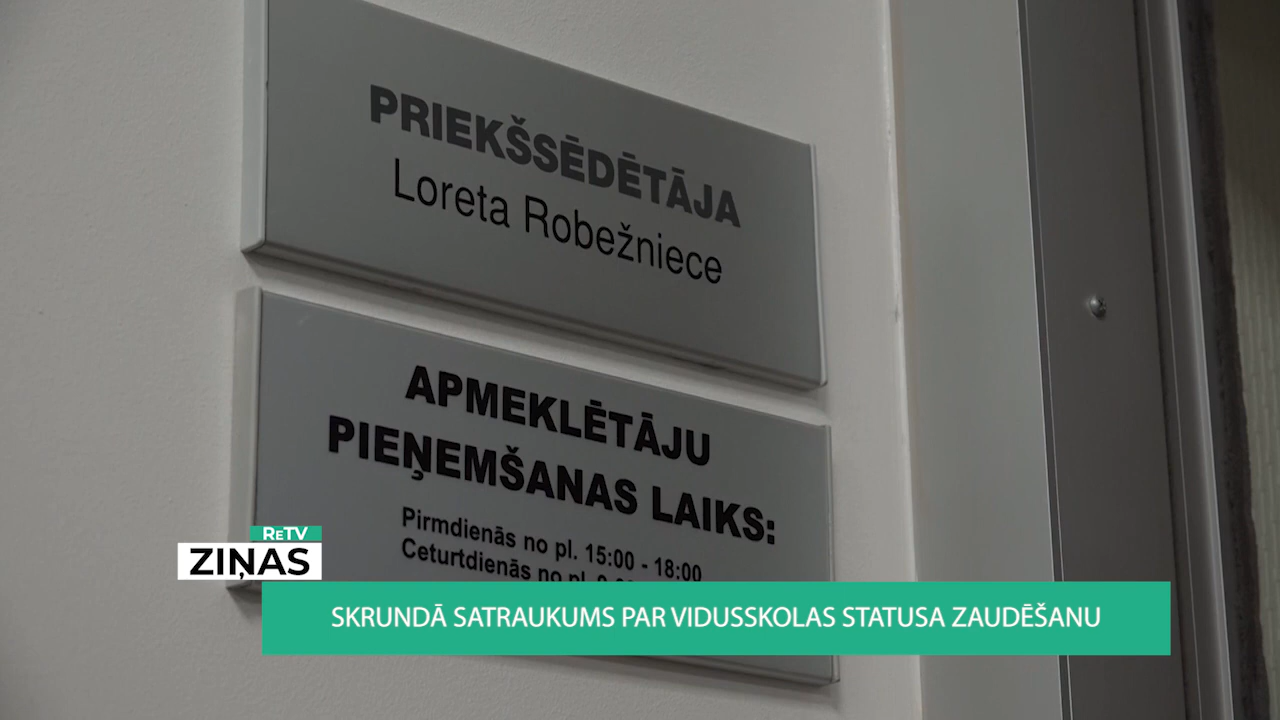 PRIEKŠSĒDĒTĀJA
Loreta Robežniece
APMEKLĒTĀJU
PIEŅEMŠANAS LAIKS:
Pirmdienās no pl. 15:00 - 18:00
Ceturtdienās no pl.
ReTV
ZIŅAS
SKRUNDĀ SATRAUKUMS PAR VIDUSSKOLAS STATUSA ZAUDĒŠANU